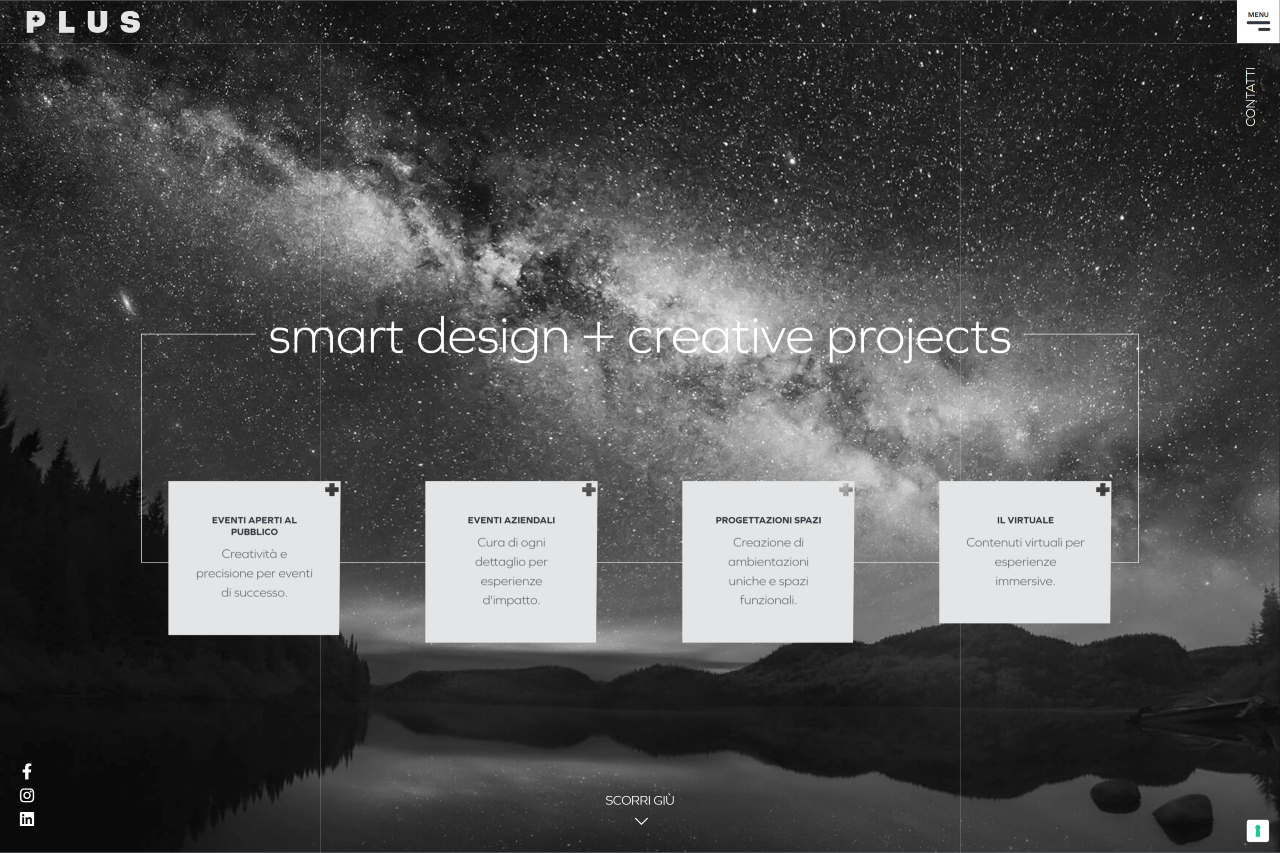 PLUS
MENU
CONTATTI
smart design + creative projects
EVENTI APERTI AL
PUBBLICO
Creatività e
precisione per eventi
di successo.
EVENTI AZIENDALI
Cura di ogni
dettaglio per
esperienze
d'impatto.
PROGETTAZIONI SPAZI
Creazione di
ambientazioni
uniche e spazi
funzionali.
IL VIRTUALE
Contenuti virtuali per
esperienze
immersive.
SCORRI GIÙ